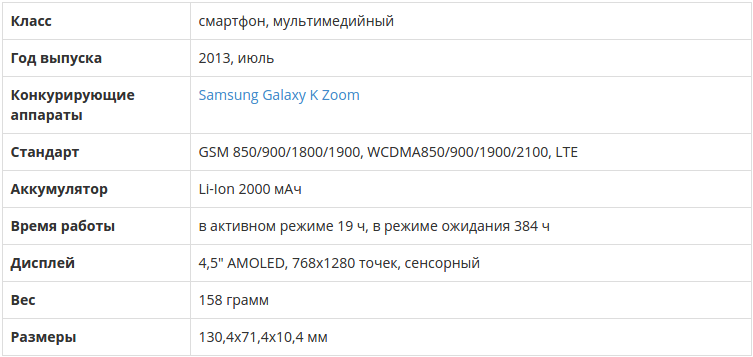 Класс смартфон, мультимедийный
Год выпуска 2013, июль
Конкурирующие аппараты Samsung Galaxy K Zoom
Стандарт GSM 850/900/1800/1900, WCDMA850/900/1900/2100, LTE
Аккумулятор Li-Ion 2000 мАч
Время работы в активном режиме 19 ч, в режиме ожидания 384 ч
Дисплей 4,5" AMOLED, 768x1280 точек, сенсорный
Вес 158 грамм
Размеры 130,4x71,4x10,4 мм